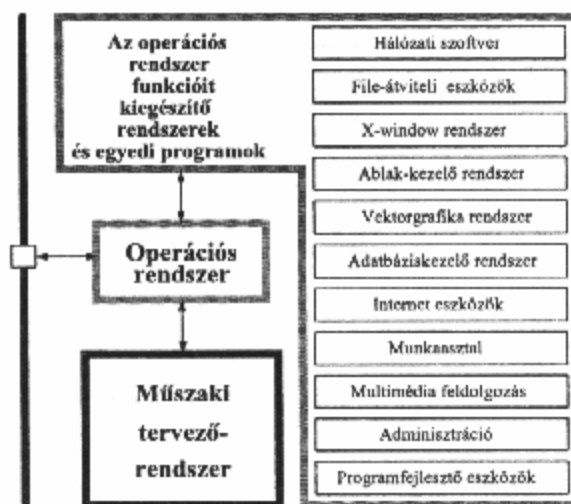 Az operációs
rendszer
funkcióit
kiegészítő
rendszerek
és egyedi programok
Operációs
rendszer
Műszaki
tervező-
rendszer
Hálózati szoftver
File-átviteli eszközök
X-window rendszer
Ablak-kezelő rendszer
Vektorgrafika rendszer
Adatbáziskezelő rendszer
Internet eszközök
Munkaasztal
Multimédia feldolgozás
Adminisztráció
Programfejlesztő eszközök